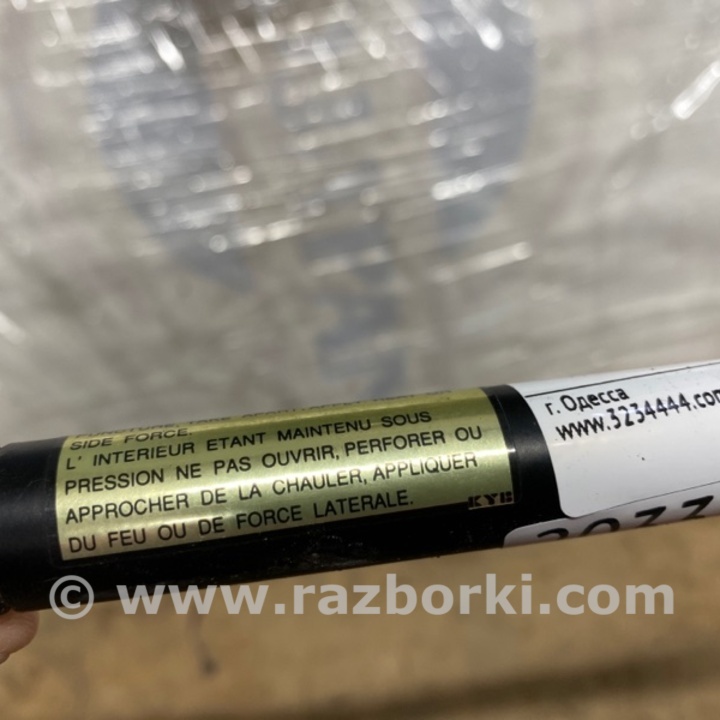 SIDE FORCE.
L' INTERIEUR ETANT MAINTENU SOUS
PRESSION NE PAS OUVRIR, PERFORER OU
APPROCHER DE LA CHAULER, APPLIQUER
DU FEU OU DE FORCE LATERALE.
KYB
г. Одесса
www.3234444.com
© www.razborki.com